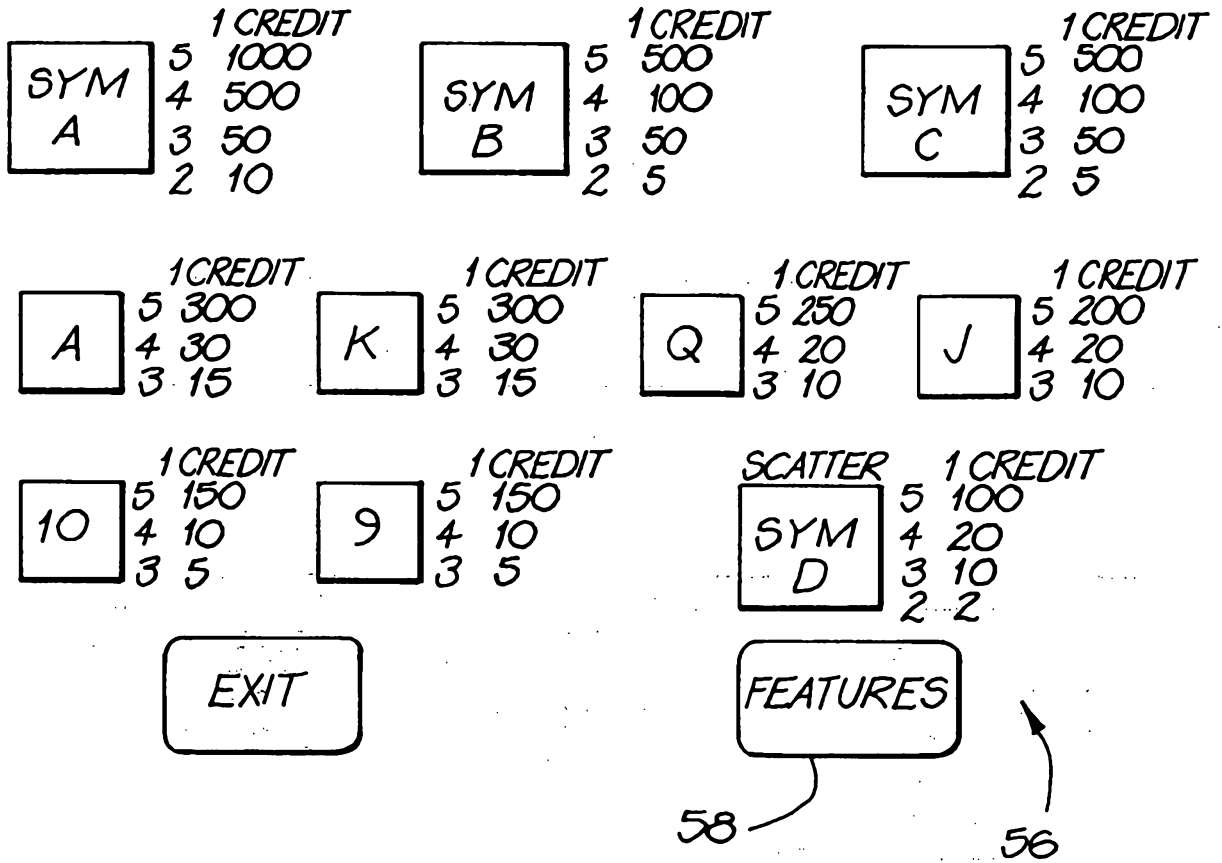 1 CREDIT 1 CREDIT 1 CREDIT
SYM A 5 1000 SYM B 5 500 SYM C 5 500
4 500 4 100 4 100
3 50 3 50 3 50
2 10 2 5 2 5
1 CREDIT 1 CREDIT 1 CREDIT 1 CREDIT
5 300 5 300 5 250 5 200
A 4 30 K 4 30 Q 4 20 J 4 20
3 15 3 15 3 10 3 10
1 CREDIT 1 CREDIT SCATTER 1 CREDIT
5 150 5 150 5 100
10 4 10 9 4 10 SYM D 4 20
3 5 3 5 3 10
2 2
EXIT FEATURES
58 56